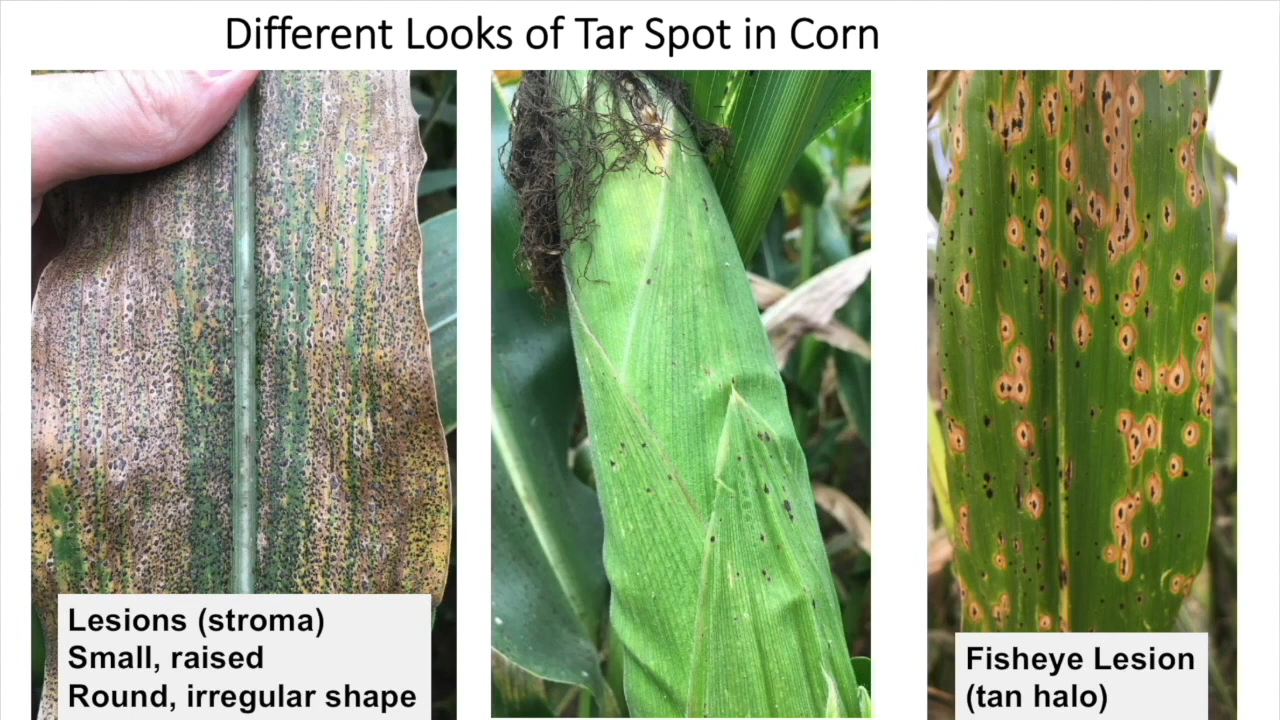 Different Looks of Tar Spot in Corn
Lesions (stroma)
Small, raised
Round, irregular shape
Fisheye Lesion
(tan halo)